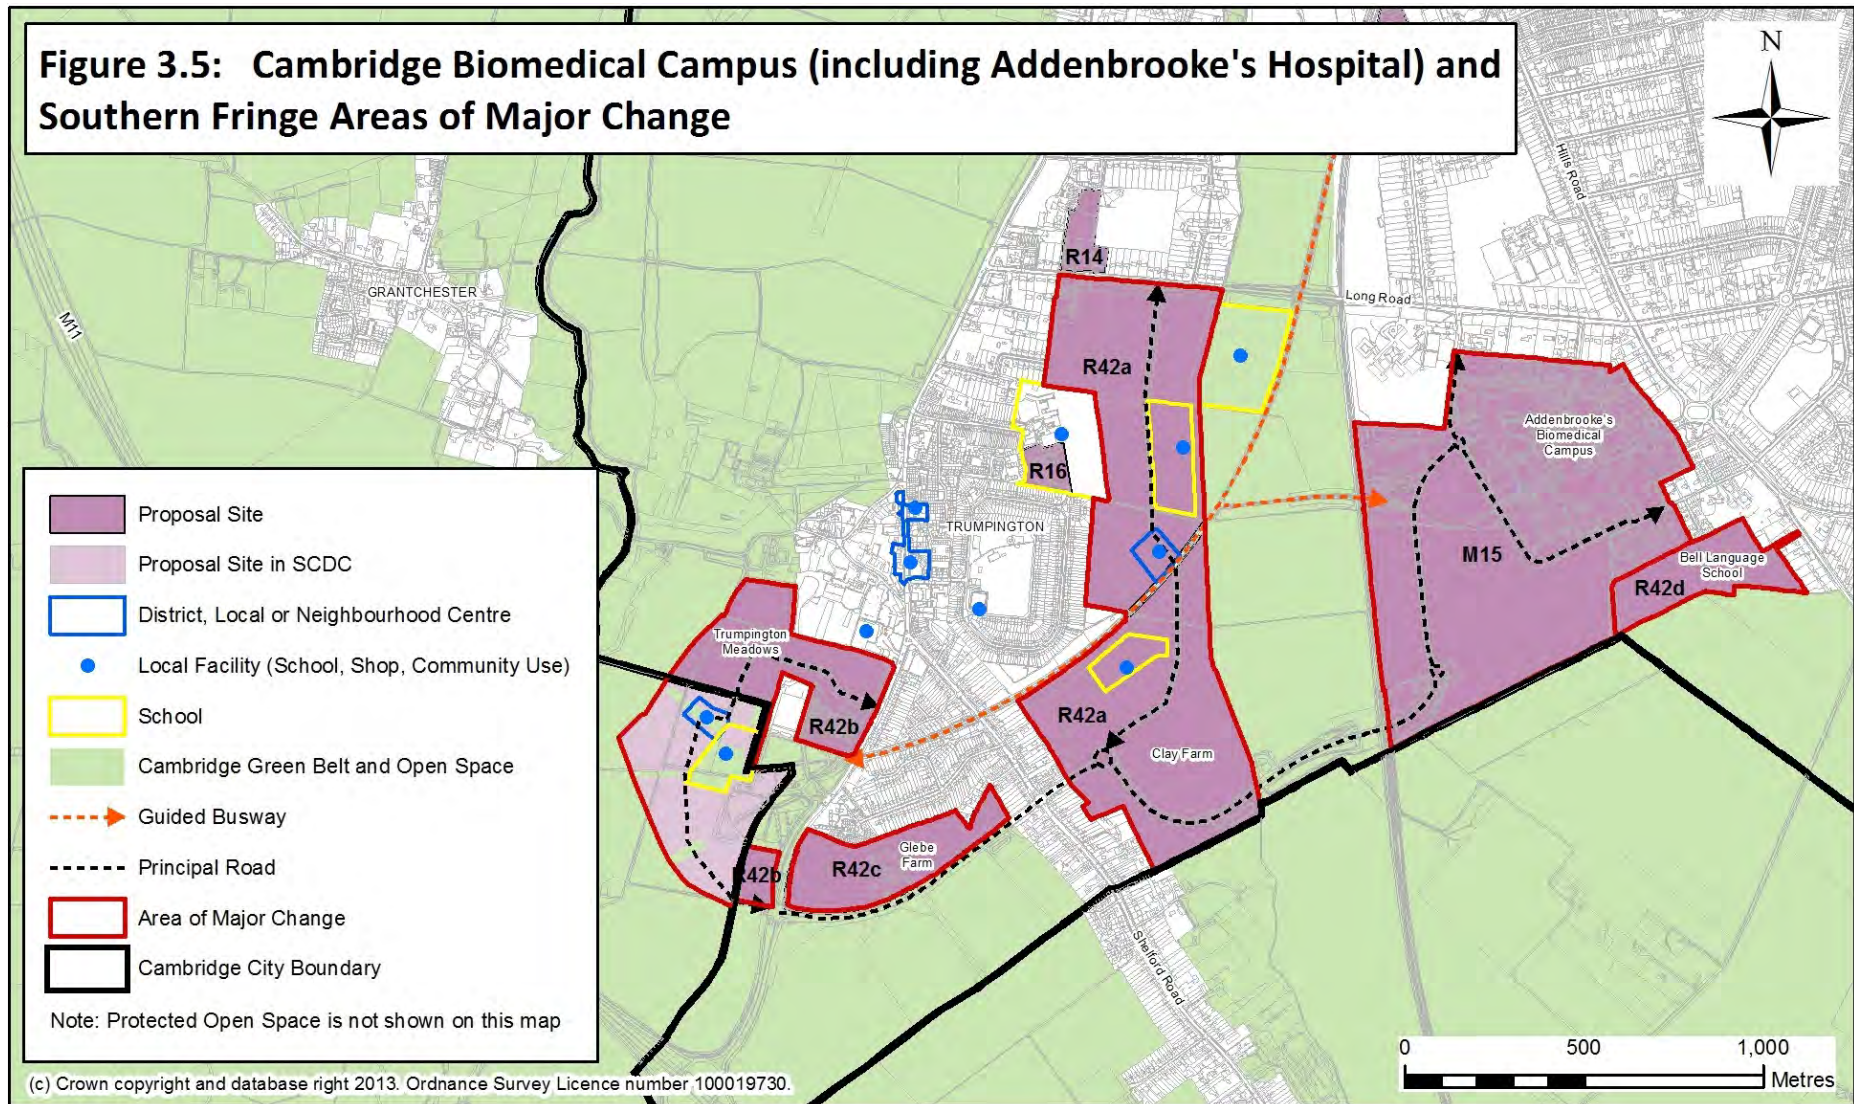 Figure 3.5: Cambridge Biomedical Campus (including Addenbrooke's Hospital) and
Southern Fringe Areas of Major Change
N
Hills Road
R14
GRANTCHESTER
Long Road
M11
R42a
Addenbrooke's
Biomedical
Campus
R16
TRUMPINGTON
M15
Bell Language
School
R42d
Trumpington
Meadows
R42b
R42a
Clay Farm
Glebe
Farm
R42c
R42b
Shelford Road
Proposal Site
Proposal Site in SCDC
District, Local or Neighbourhood Centre
Local Facility (School, Shop, Community Use)
School
Cambridge Green Belt and Open Space
Guided Busway
Principal Road
Area of Major Change
Cambridge City Boundary
Note: Protected Open Space is not shown on this map
0 500 1,000
Metres
(c) Crown copyright and database right 2013. Ordnance Survey Licence number 100019730.